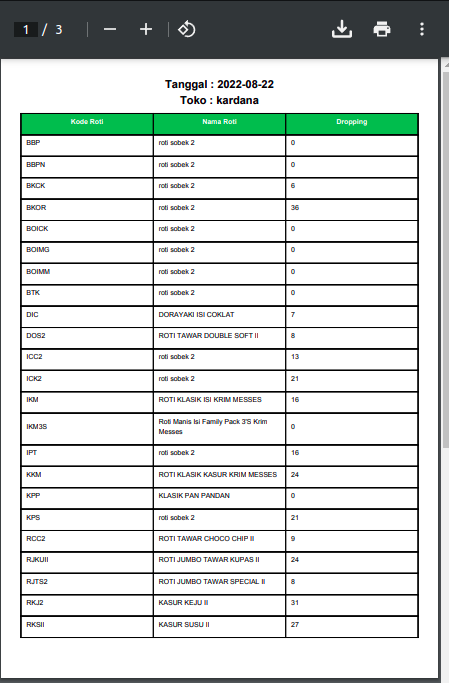 1 / 3
Tanggal : 2022-08-22
Toko : kardana
Kode Roti Nama Roti Dropping
BBP roti sobek 2 0
BBPN roti sobek 2 0
BKCK roti sobek 2 6
BKOR roti sobek 2 36
BOICK roti sobek 2 0
BOIMG roti sobek 2 0
BOIMM roti sobek 2 0
BTK roti sobek 2 0
DIC DORAYAKI ISI COKLAT 7
DOS2 ROTI TAWAR DOUBLE SOFT II 8
ICC2 roti sobek 2 13
ICK2 roti sobek 2 21
IKM ROTI KLASIK ISI KRIM MESSES 16
IKM3S Roti Manis Isi Family Pack 3'S Krim 0
Messes
IPT roti sobek 2 16
KKM ROTI KLASIK KASUR KRIM MESSES 24
KPP KLASIK PAN PANDAN 0
KPS roti sobek 2 21
RCC2 ROTI TAWAR CHOCO CHIP II 9
RJKUII ROTI JUMBO TAWAR KUPAS II 24
RJTS2 ROTI JUMBO TAWAR SPECIAL II 8
RKJ2 KASUR KEJU II 31
RKSII KASUR SUSU II 27